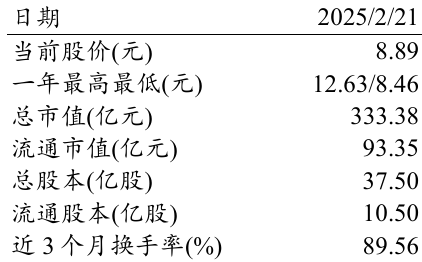 日期 2025/2/21
当前股价(元) 8.89
一年最高最低(元) 12.63/8.46
总市值(亿元) 333.38
流通市值(亿元) 93.35
总股本(亿股) 37.50
流通股本(亿股) 10.50
近 3 个月换手率(%) 89.56